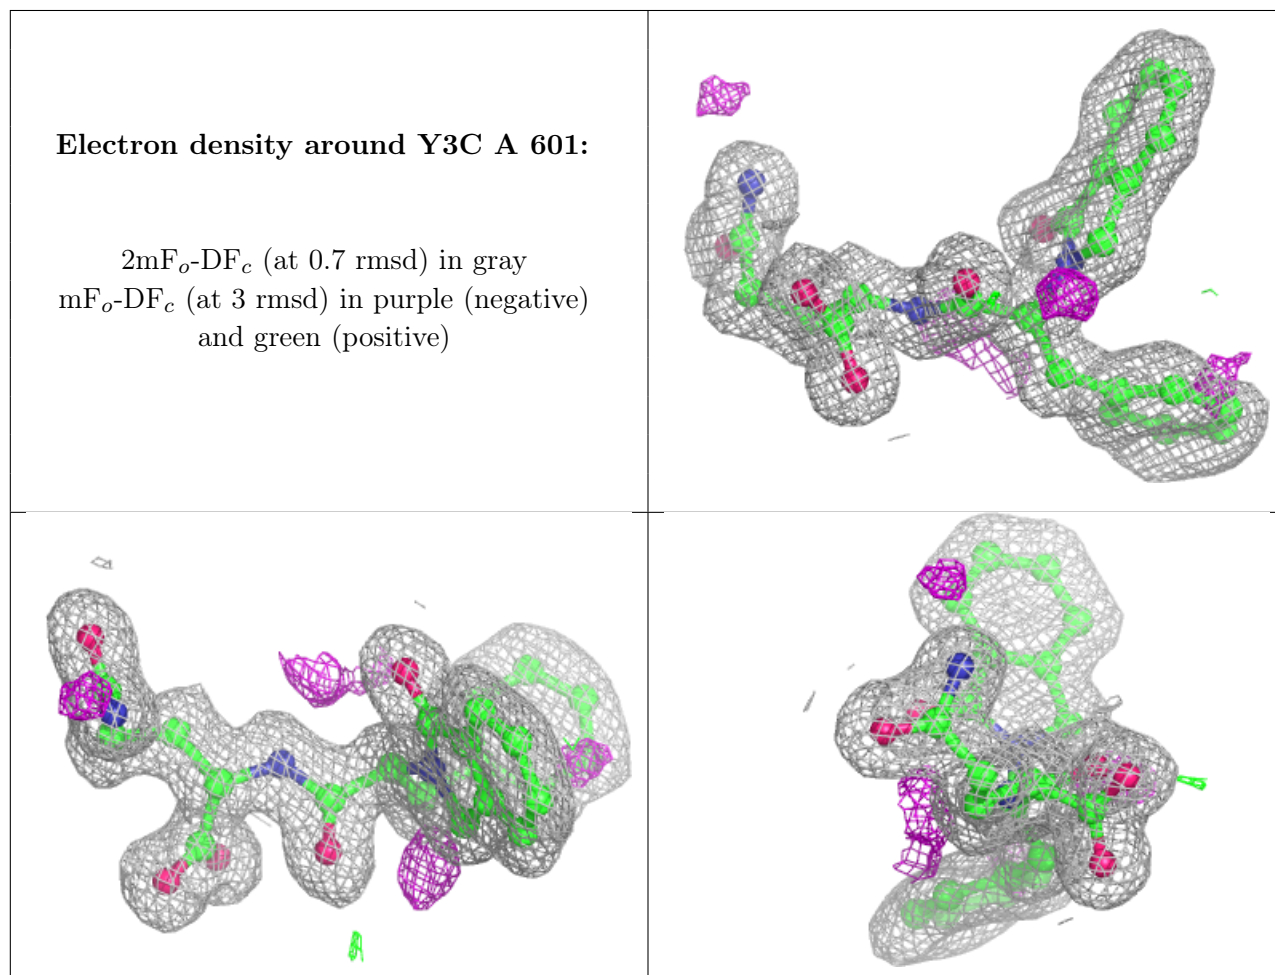 Electron density around Y3C A 601:
2mFo-DFc (at 0.7 rmsd) in gray
mFo-DFc (at 3 rmsd) in purple (negative)
and green (positive)